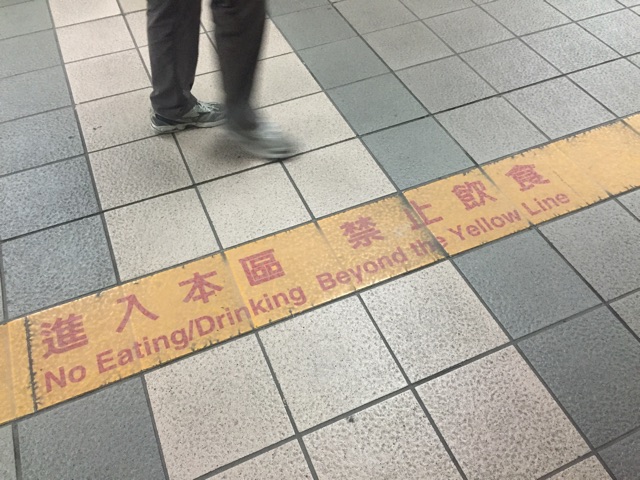 進入本區 禁止飲食
No Eating/Drinking Beyond the Yellow Line